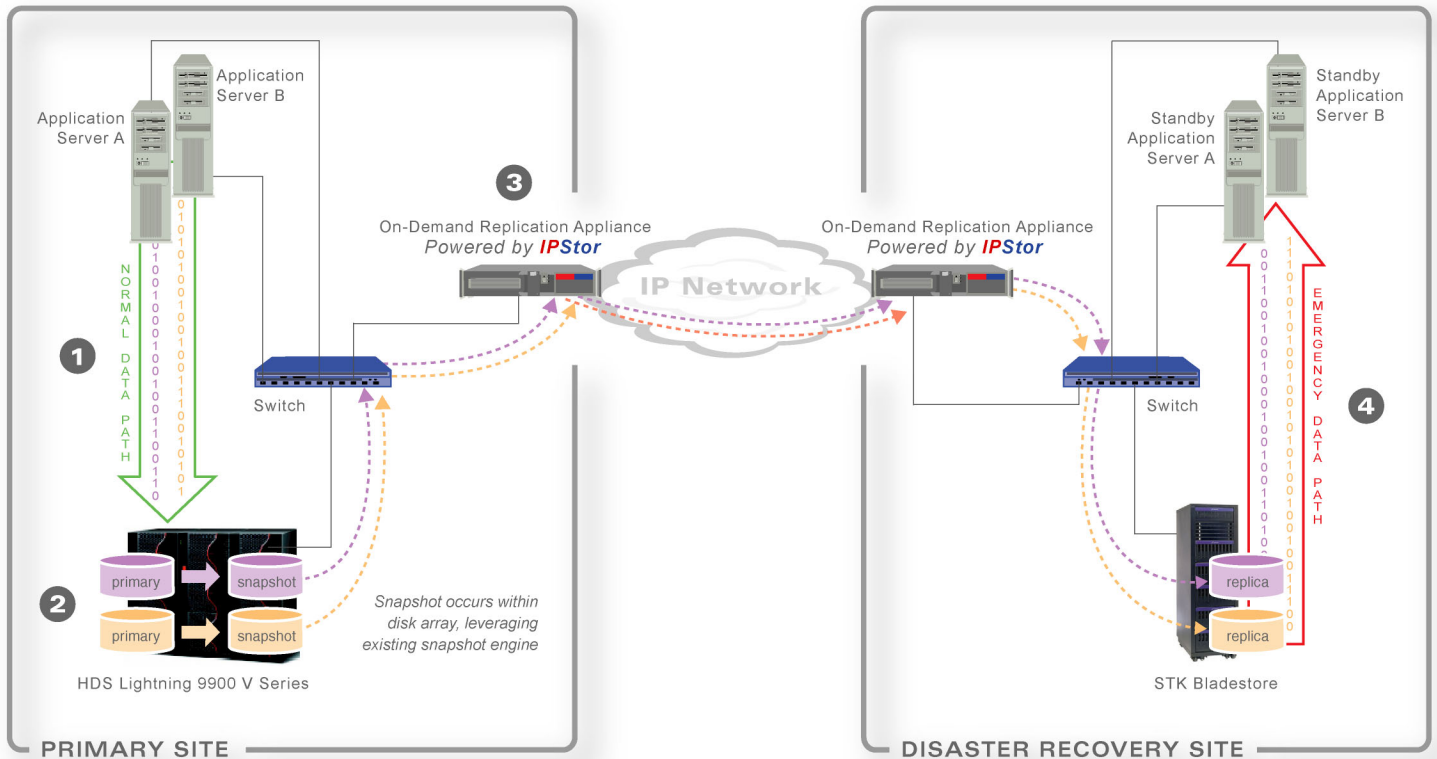 Application
Server B
Application
Server A
NORMAL DATA PATH
1
2
primary
snapshot
primary
snapshot
HDS Lightning 9900 V Series
Switch
Snapshot occurs within
disk array, leveraging
existing snapshot engine
PRIMARY SITE
3
On-Demand Replication Appliance
Powered by IPStor
IP Network
On-Demand Replication Appliance
Powered by IPStor
Standby
Application
Server B
Standby
Application
Server A
Switch
EMERGENCY DATA PATH
4
replica
replica
STK Bladestore
DISASTER RECOVERY SITE